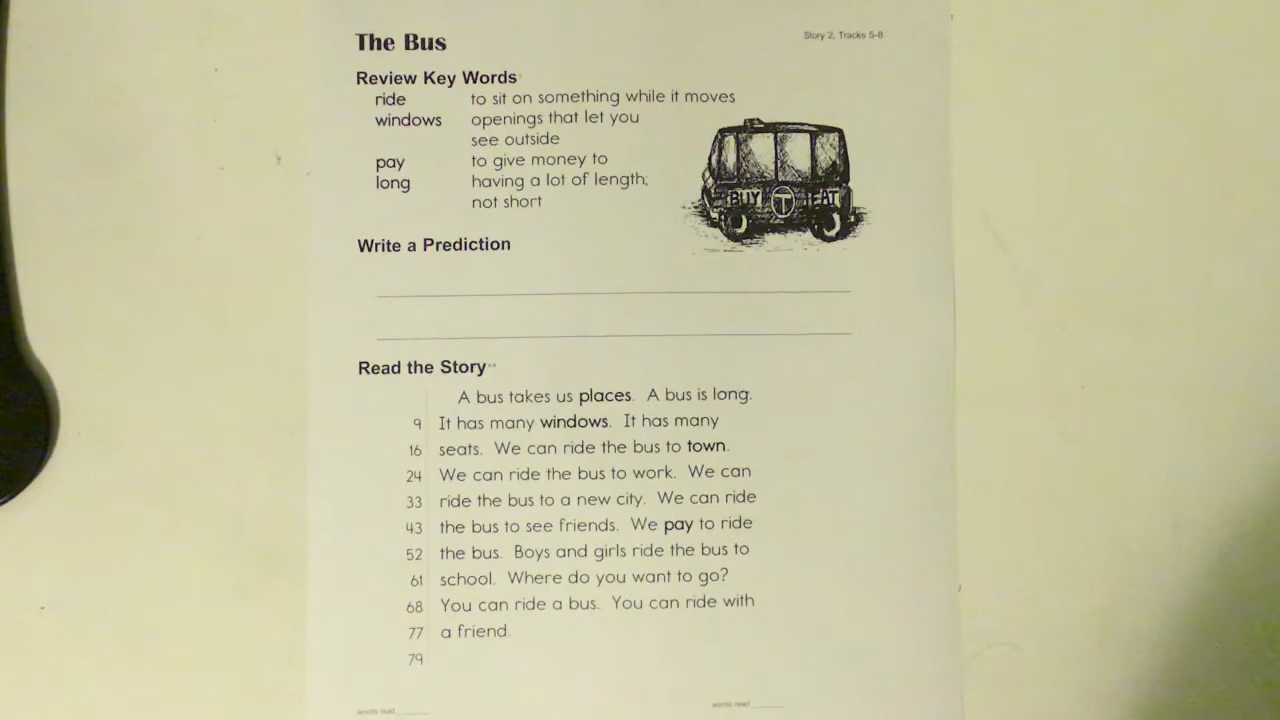 The Bus
Story 2, Tracks 5-8
Review Key Words
ride to sit on something while it moves
windows openings that let you
see outside
pay to give money to
long having a lot of length;
not short
BUY T EAT
Write a Prediction
Read the Story
A bus takes us places. A bus is long.
9 It has many windows. It has many
16 seats. We can ride the bus to town.
24 We can ride the bus to work. We can
33 ride the bus to a new city. We can ride
43 the bus to see friends. We pay to ride
52 the bus. Boys and girls ride the bus to
61 school. Where do you want to go?
68 You can ride a bus. You can ride with
77 a friend.
79
words read ______ words read ______